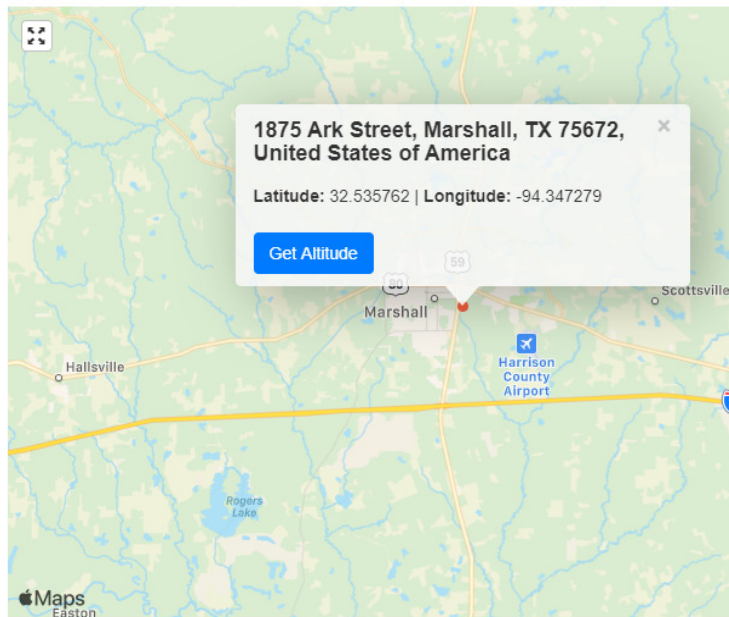 1875 Ark Street, Marshall, TX 75672,
United States of America
×
Latitude: 32.535762 | Longitude: -94.347279
Get Altitude
59
80
Marshall
Scottsville
Harrison
County
Airport
Hallsville
Rogers
Lake
Maps
Easton